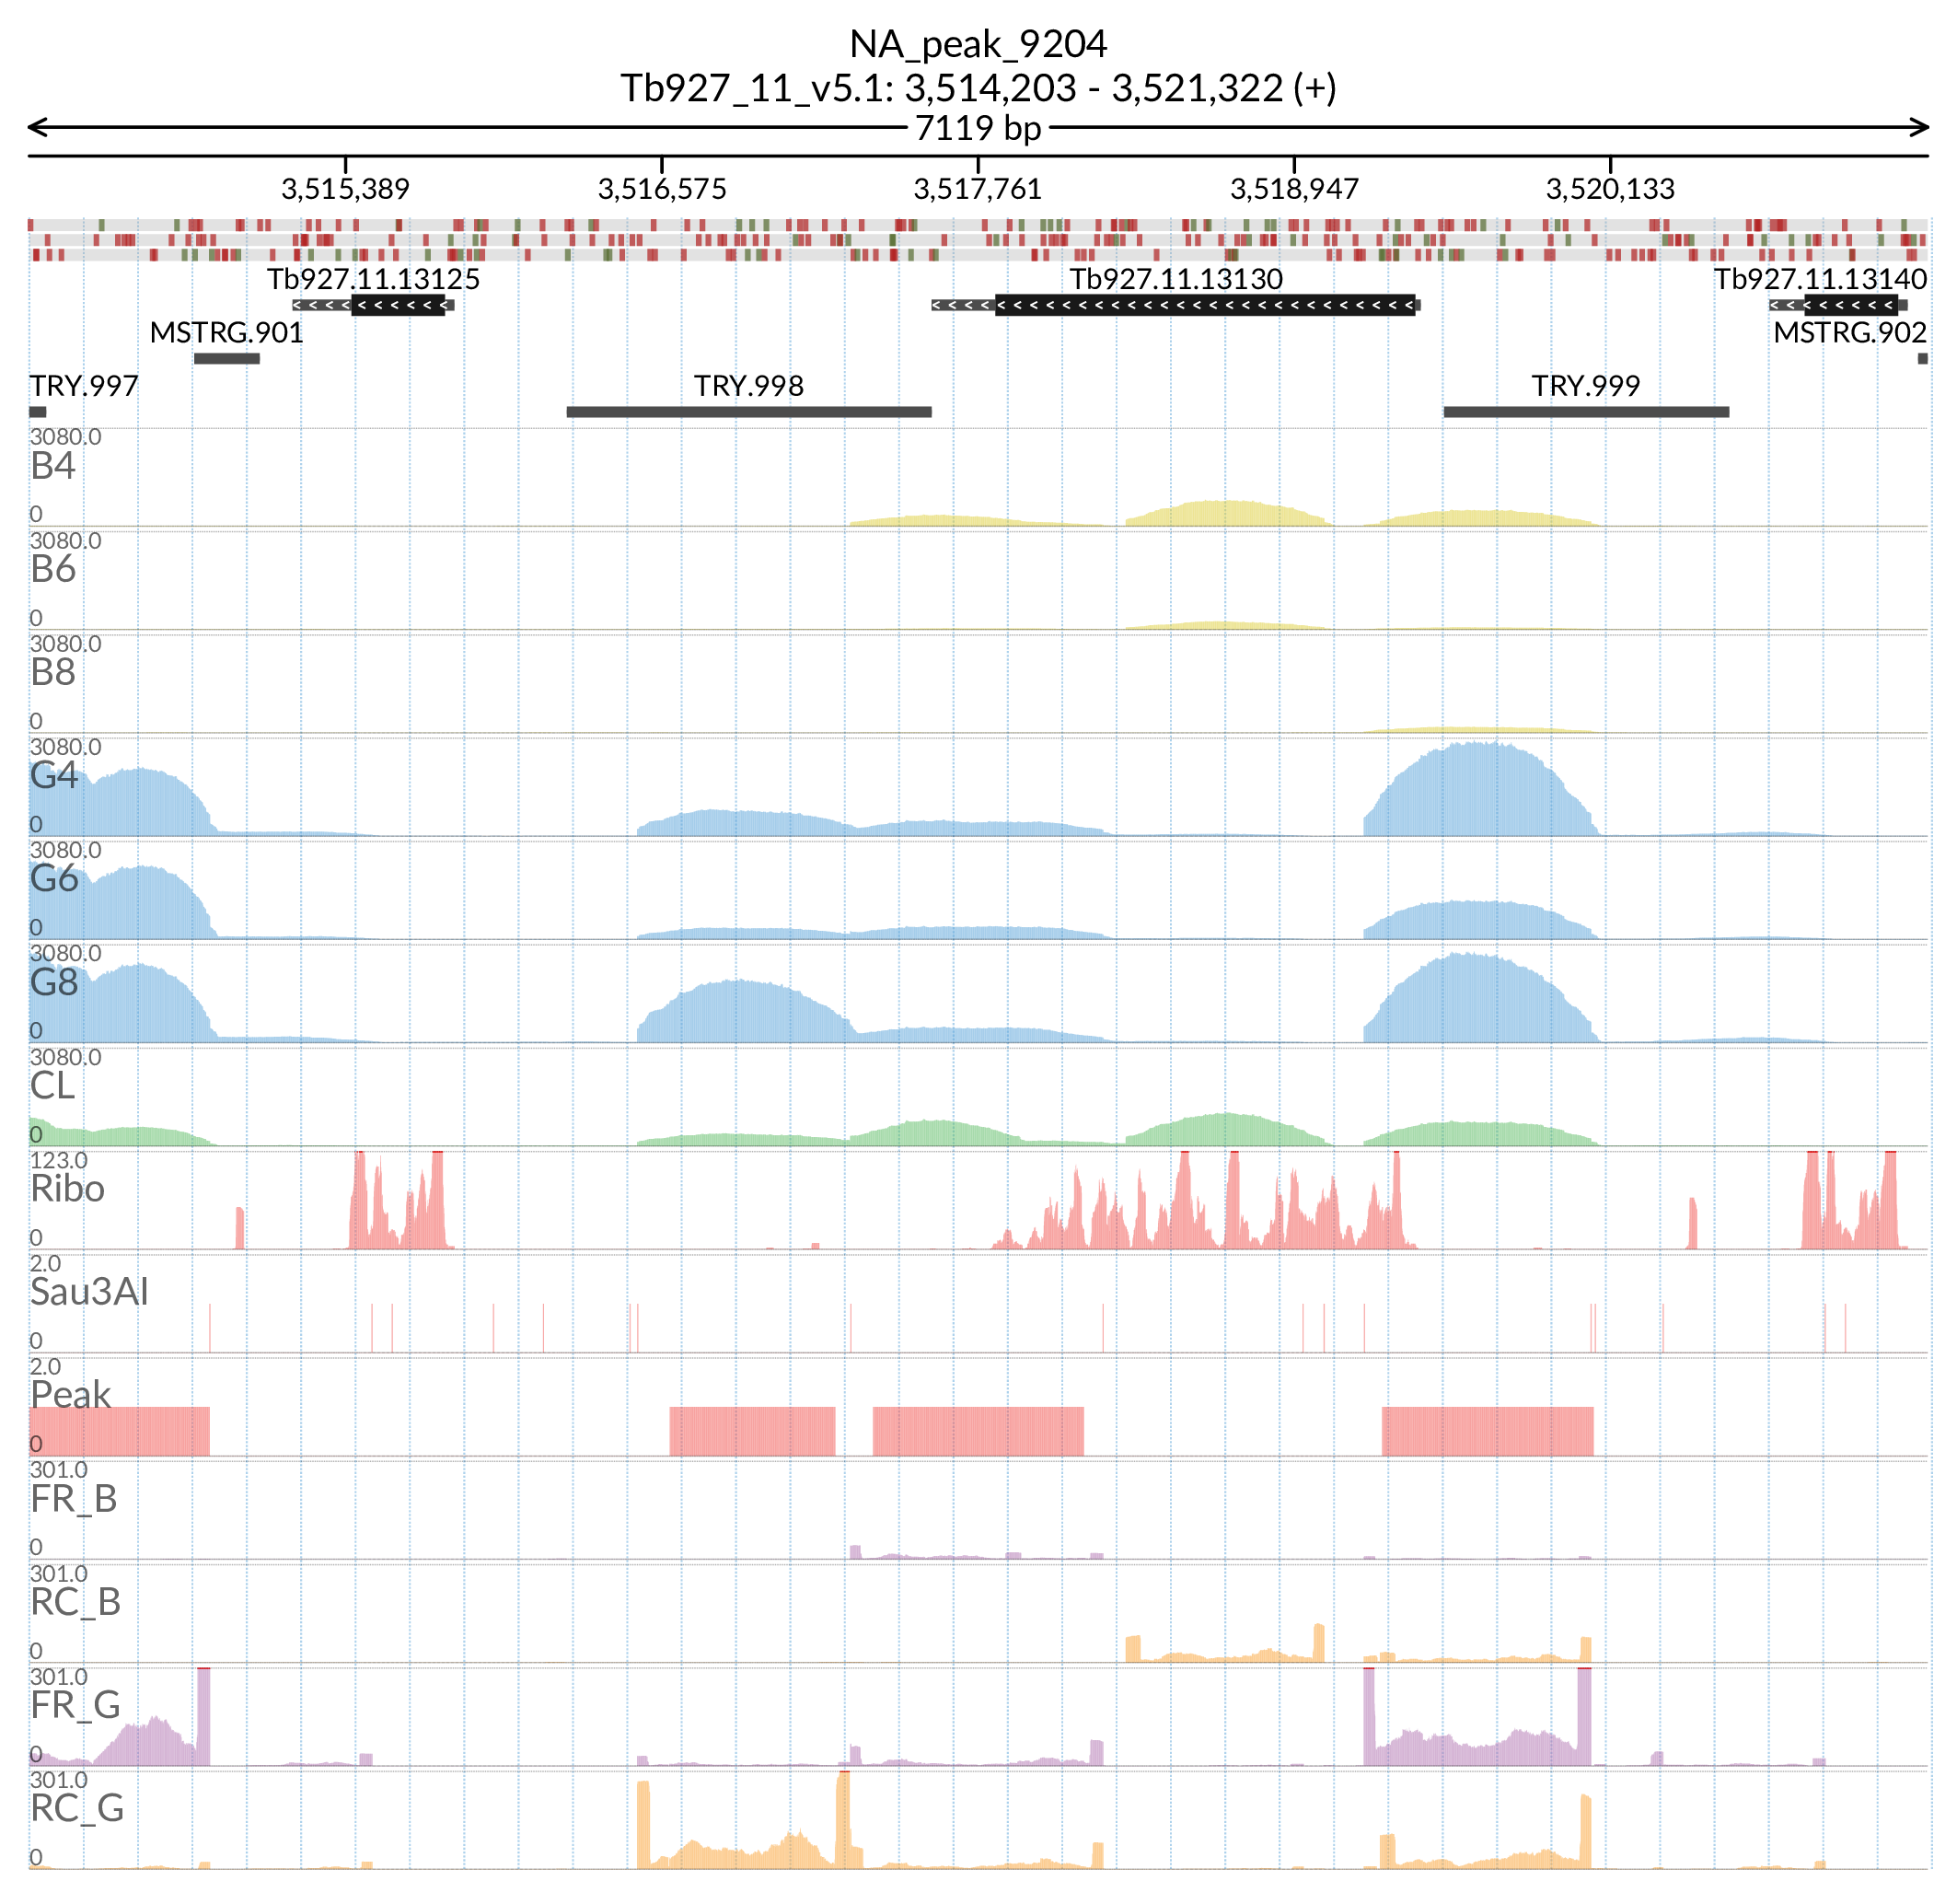 NA_peak_9204
Tb927_11_v5.1: 3,514,203 - 3,521,322 (+)
7119 bp
3,515,389 3,516,575 3,517,761 3,518,947 3,520,133
Tb927.11.13125 Tb927.11.13130 Tb927.11.13140
MSTRG.901 MSTRG.902
TRY.997 TRY.998 TRY.999
3080.0
B4
0
3080.0
B6
0
3080.0
B8
0
3080.0
G4
0
3080.0
G6
0
3080.0
G8
0
3080.0
CL
0
123.0
Ribo
0
2.0
Sau3AI
0
2.0
Peak
0
301.0
FR_B
0
301.0
RC_B
0
301.0
FR_G
0
301.0
RC_G
0